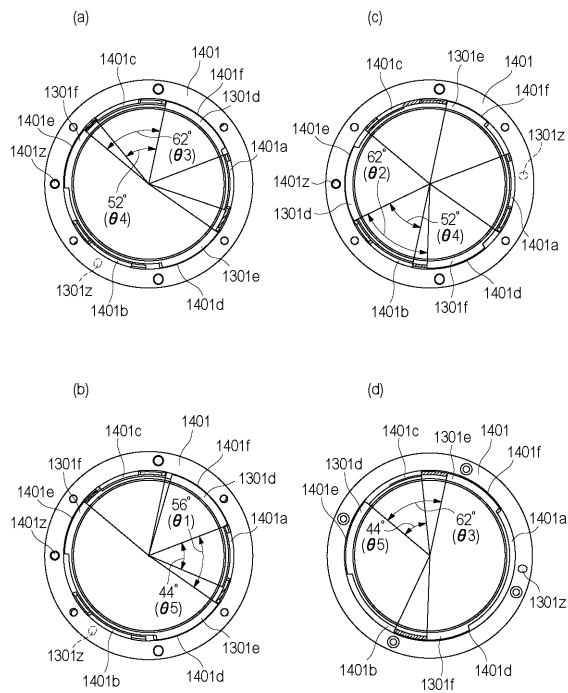 (a)
1401
1401c
1401f
1301f
1301d
1401e
62°
(θ3)
1401a
1401z
52°
(θ4)
1301e
1301z
1401d
1401b
(c)
1301e
1401c
1401
1401f
1401e
1301z
62°
(θ2)
1401z
52°
(θ4)
1301d
1401a
1401b
1401d
1301f
(b)
1401c
1401
1401f
1301f
1301d
1401e
56°
(θ1)
1401a
1401z
44°
(θ5)
1301e
1301z
1401b
1401d
(d)
1301e
1401
1401c
1401f
1301d
1401e
62°
(θ3)
44°
(θ5)
1401a
1301z
1401b
1401d
1301f